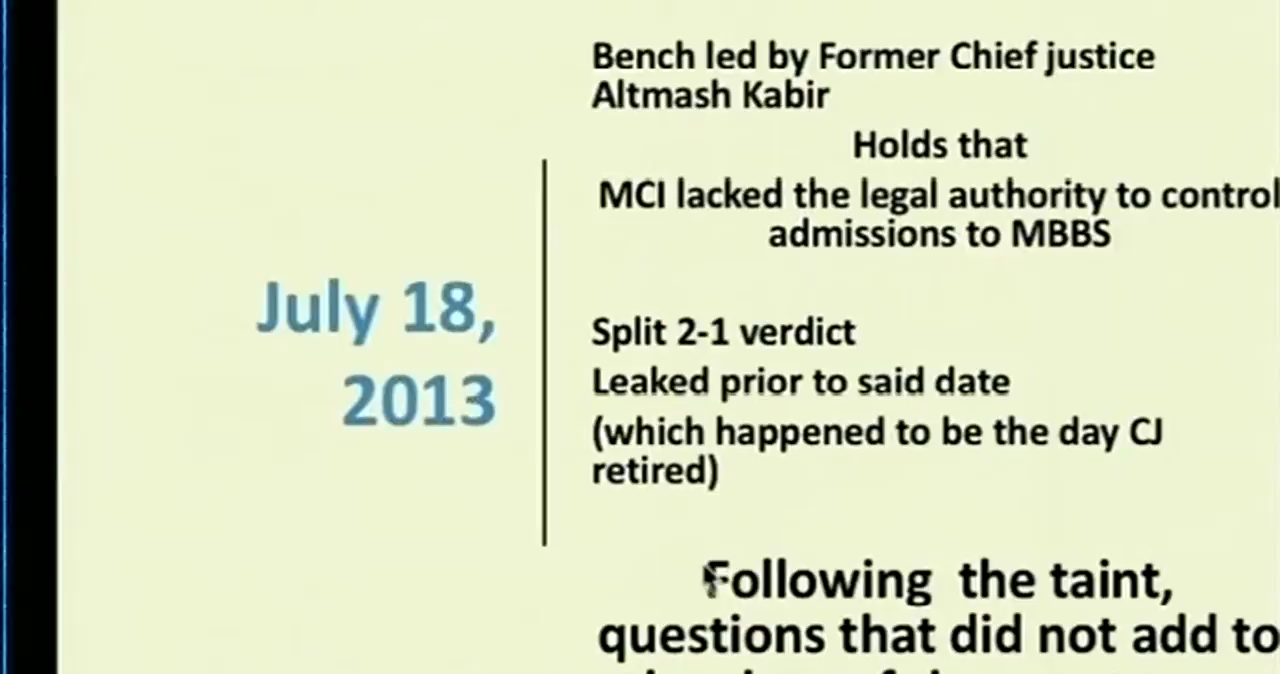 Bench led by Former Chief justice
Altmash Kabir
Holds that
MCI lacked the legal authority to control
admissions to MBBS
July 18,
2013
Split 2-1 verdict
Leaked prior to said date
(which happened to be the day CJ
retired)
Following the taint,
questions that did not add to